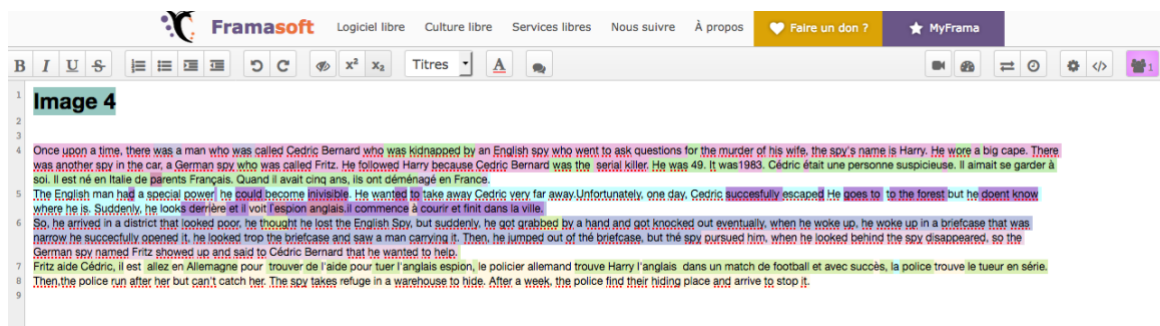 Framasoft Logiciel libre Culture libre Services libres Nous suivre À propos Faire un don ? MyFrama
B I U S x² x₂ Titres A 1
1 Image 4
2
3
4 Once upon a time, there was a man who was called Cedric Bernard who was kidnapped by an English spy who went to ask questions for the murder of his wife, the spy's name is Harry. He wore a big cape. There
was another spy in the car, a German spy who was called Fritz. He followed Harry because Cedric Bernard was the serial killer. He was 49. It was1983. Cédric était une personne suspicieuse. Il aimait se garder à
soi. Il est né en Italie de parents Français. Quand il avait cinq ans, ils ont déménagé en France.
5 The English man had a special power! he could become inivisible. He wanted to take away Cedric very far away.Unfortunately, one day, Cedric succesfully escaped He goes to to the forest but he doent know
where he is. Suddenly, he looks derrière et il voit l'espion anglais.il commence à courir et finit dans la ville.
6 So, he arrived in a district that looked poor, he thought he lost the English Spy, but suddenly, he got grabbed by a hand and got knocked out eventually, when he woke up, he woke up in a briefcase that was
narrow he succecfully opened it, he looked trop the briefcase and saw a man carrying it. Then, he jumped out of thé briefcase, but thé spy pursued him, when he looked behind the spy disappeared, so the
German spy named Fritz showed up and said to Cédric Bernard that he wanted to help.
7 Fritz aide Cédric, il est allez en Allemagne pour trouver de l'aide pour tuer l'anglais espion, le policier allemand trouve Harry l'anglais dans un match de football et avec succès, la police trouve le tueur en série.
8 Then,the police run after her but can't catch her. The spy takes refuge in a warehouse to hide. After a week, the police find their hiding place and arrive to stop it.
9